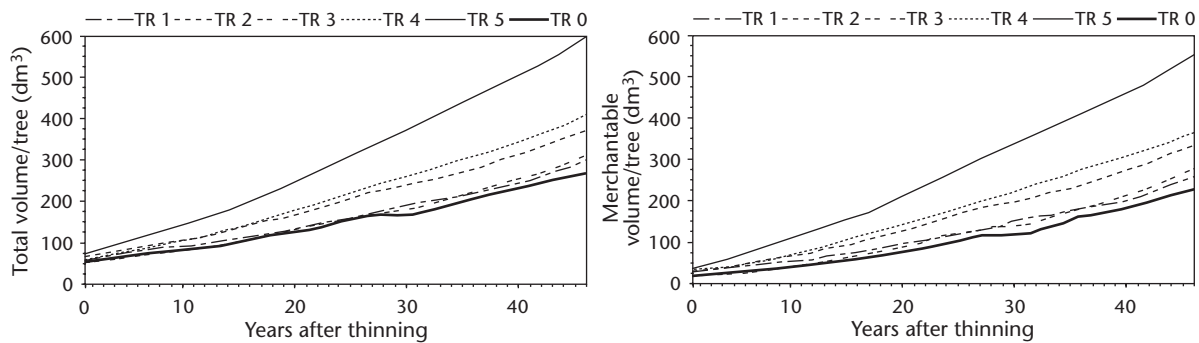 TR 1 TR 2 TR 3 TR 4 TR 5 TR 0
600
500
400
300
200
100
0
Total volume/tree (dm³)
0 10 20 30 40
Years after thinning
TR 1 TR 2 TR 3 TR 4 TR 5 TR 0
600
500
400
300
200
100
0
Merchantable
volume/tree (dm³)
0 10 20 30 40
Years after thinning